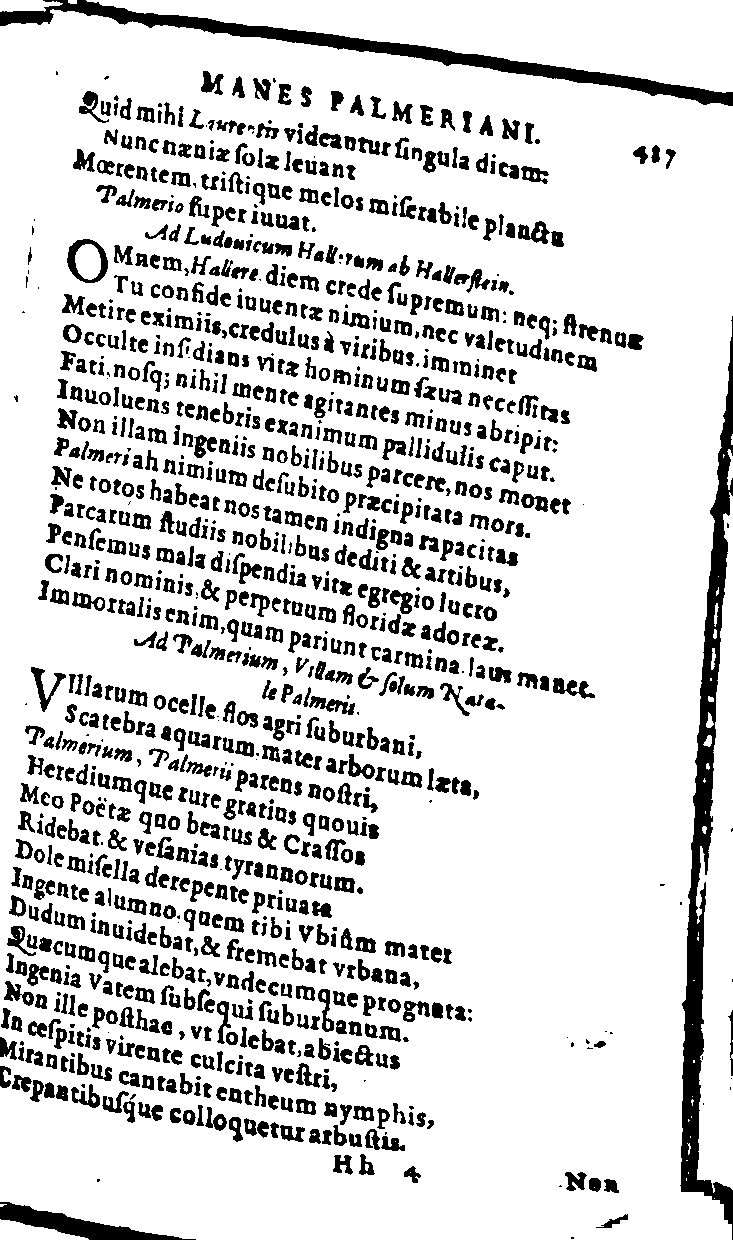 MANES PALMERIANI. 487
Quid mihi Laurentis videantur ſingula dicam:
Nunc næniæ ſolæ leuant
Mœrentem, triſtique melos miſerabile planctu
Palmerio ſuper iuuat.
Ad Ludouicum Hallerum ab Hallerſtein.
OMnem, Hallere diem crede ſupremum: neq; ſtrenuæ
Tu confide iuuentæ nimium, nec valetudinem
Metire eximiis, credulus à viribus. imminet
Occulte inſidians vitæ hominum ſæua neceſſitas
Fati, noſq; nihil mente agitantes minus abripit:
Inuoluens tenebris exanimum pallidulis caput.
Non illam ingeniis nobilibus parcere, nos monet
Palmeri ah nimium deſubito præcipitata mors.
Ne totos habeat nos tamen indigna rapacitas
Parcarum ſtudiis nobilibus dediti & artibus,
Penſemus mala diſpendia vitæ egregio lucro
Clari nominis, & perpetuum floridæ adoreæ.
Immortalis enim, quam pariunt carmina laus manet.
Ad Palmerium, Villam & ſolum Nata-
le Palmerii.
VIllarum ocelle flos agri ſuburbani,
Scatebra aquarum. mater arborum læta,
Palmerium, Palmerii parens noſtri,
Herediumque rure gratius quouis
Meo Poëtæ quo beatus & Craſſos
Ridebat. & veſanias tyrannorum.
Dole miſella derepente priuata
Ingente alumno. quem tibi Vbiûm mater
Dudum inuidebat, & fremebat vrbana,
Quæcumque alebat, vndecumque prognata:
Ingenia Vatem ſubſequi ſuburbanum.
Non ille poſthac, vt ſolebat, abiectus
In ceſpitis virente culcita veſtri,
Mirantibus cantabit entheum nymphis,
Crepantibuſque colloquetur arbuſtis.
Hh 4 Non